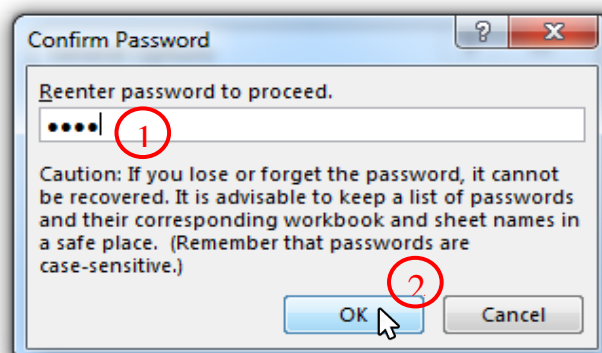 Confirm Password
?
Reenter password to proceed.
●●●●
1
Caution: If you lose or forget the password, it cannot
be recovered. It is advisable to keep a list of passwords
and their corresponding workbook and sheet names in
a safe place.  (Remember that passwords are
case-sensitive.)
2
OK
Cancel